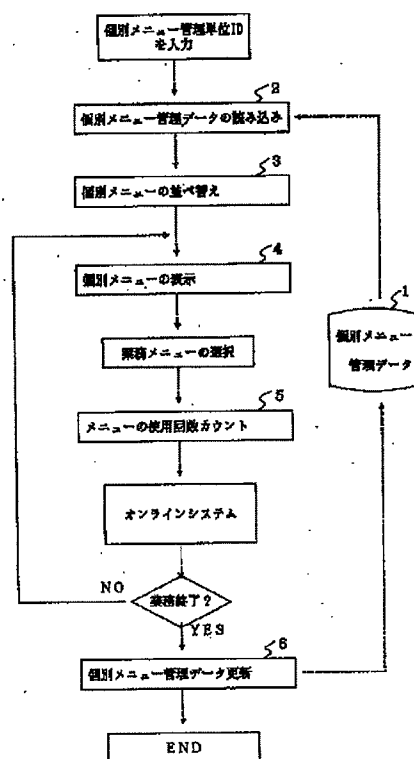 個別メニュー管理単位ID
を入力
2
個別メニュー管理データの読み込み
3
個別メニューの並べ替え
4
個別メニューの表示
1
個別メニュー
管理データ
業務メニューの選択
5
メニューの使用回数カウント
オンラインシステム
NO
業務終了?
YES
6
個別メニュー管理データ更新
END